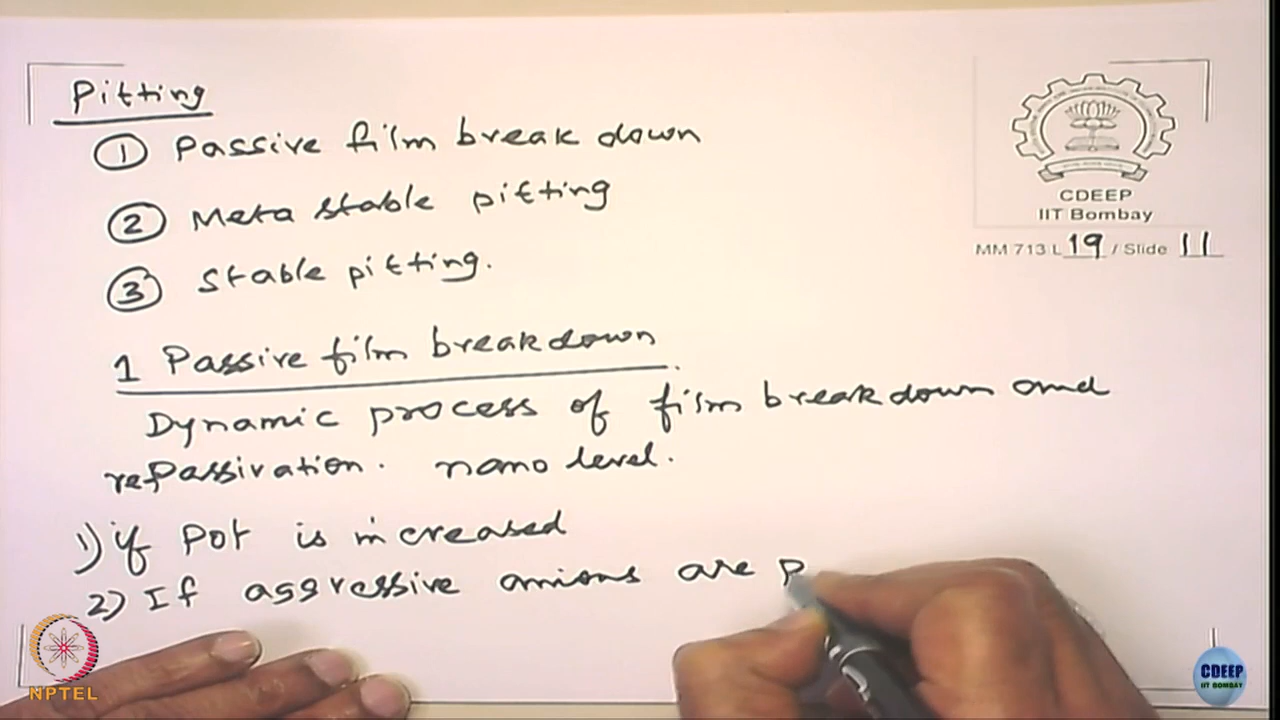 Pitting
① Passive film break down
② Meta stable pitting
③ Stable pitting.
CDEEP
IIT Bombay
MM 713 L 19 / Slide 11
1 Passive film breakdown
Dynamic process of film breakdown and
repassivation. nano level.
1) if Pot is increased
2) If aggressive anions are p
NPTEL
CDEEP
IIT BOMBAY